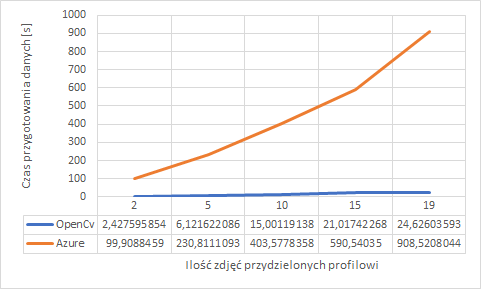 1000
900
800
700
600
500
400
300
200
100
0
Czas przygotowania danych [s]
2 5 10 15 19
OpenCv 2,427595854 6,121622086 15,00119138 21,01742268 24,62603593
Azure 99,9088459 230,8111093 403,5778358 590,54035 908,5208044
Ilość zdjęć przydzielonych profilowi